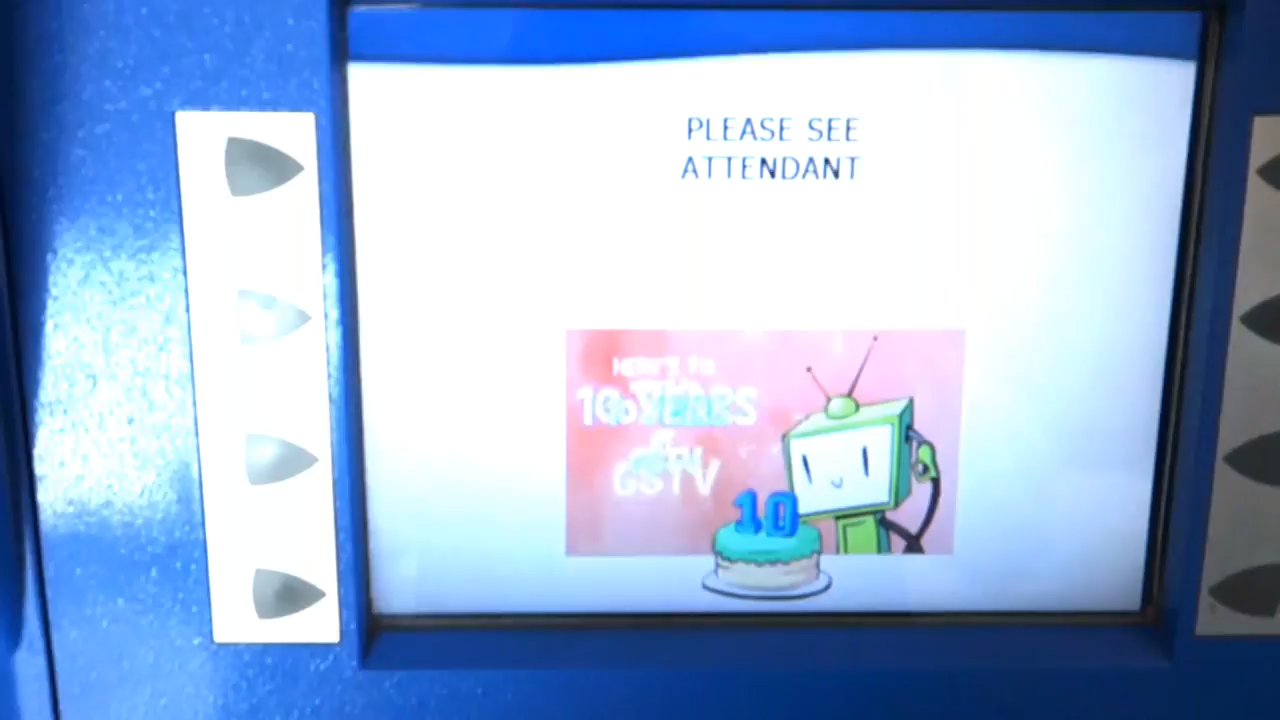 PLEASE SEE
ATTENDANT
HERE'S TO
10 YEARS
OF
GSTV
10